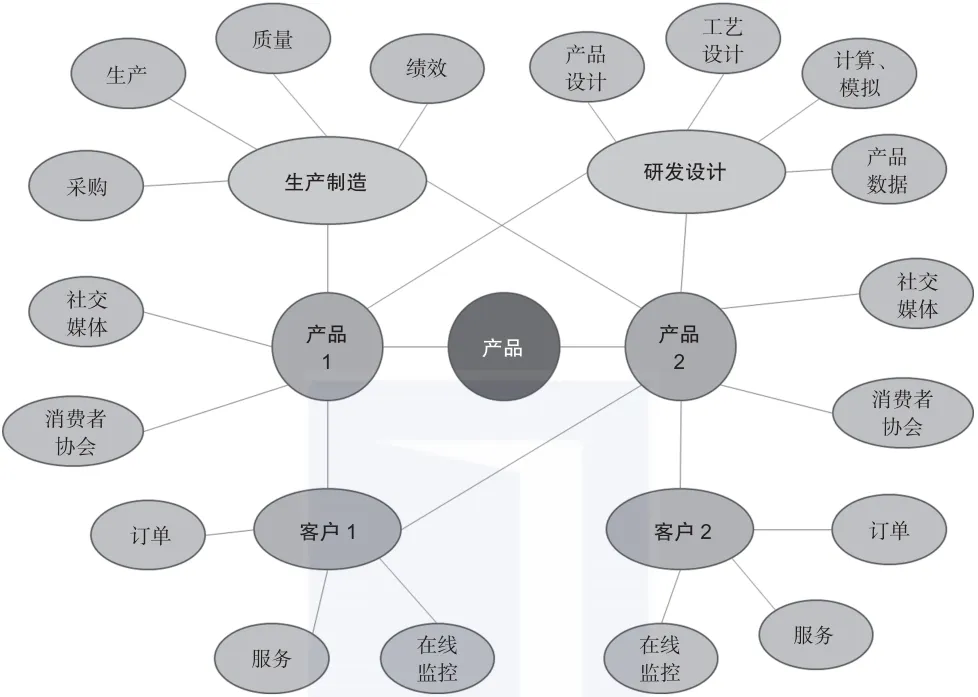 质量
工艺
设计
生产
绩效
产品
设计
计算、
模拟
采购
生产制造
研发设计
产品
数据
社交
媒体
产品
1
产品
产品
2
社交
媒体
消费者
协会
消费者
协会
订单
客户 1
客户 2
订单
服务
在线
监控
在线
监控
服务